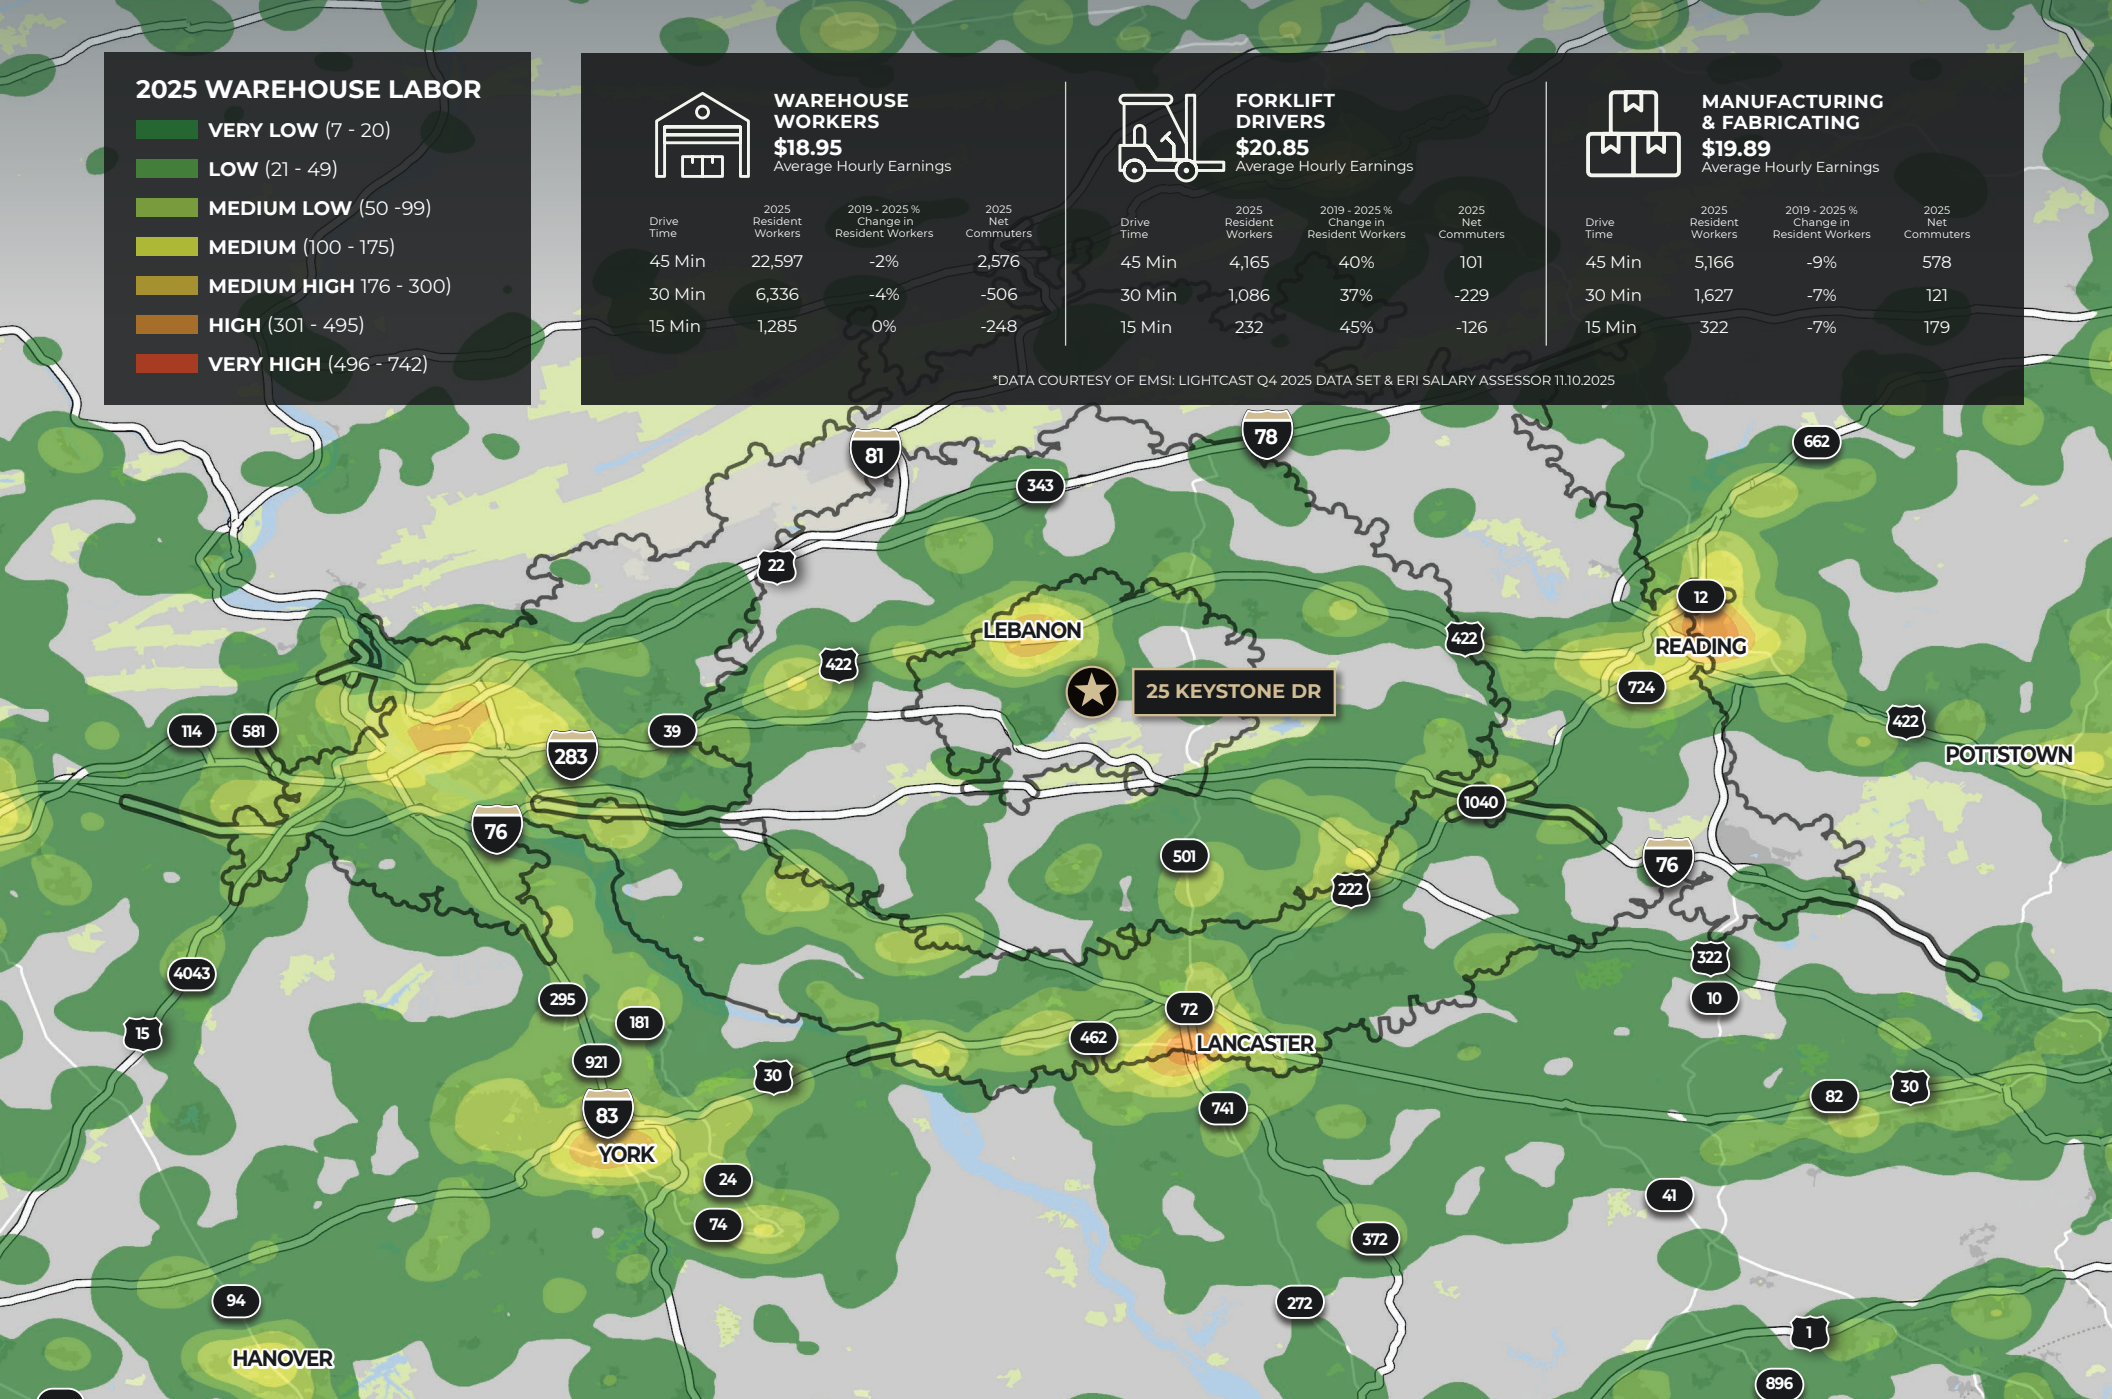 2025 WAREHOUSE LABOR
VERY LOW (7 - 20)
LOW (21 - 49)
MEDIUM LOW (50 -99)
MEDIUM (100 - 175)
MEDIUM HIGH 176 - 300)
HIGH (301 - 495)
VERY HIGH (496 - 742)
WAREHOUSE
WORKERS
$18.95
Average Hourly Earnings
Drive Time 2025 Resident Workers 2019 - 2025 % Change in Resident Workers 2025 Net Commuters
45 Min 22,597 -2% 2,576
30 Min 6,336 -4% -506
15 Min 1,285 0% -248
FORKLIFT
DRIVERS
$20.85
Average Hourly Earnings
Drive Time 2025 Resident Workers 2019 - 2025 % Change in Resident Workers 2025 Net Commuters
45 Min 4,165 40% 101
30 Min 1,086 37% -229
15 Min 232 45% -126
MANUFACTURING
& FABRICATING
$19.89
Average Hourly Earnings
Drive Time 2025 Resident Workers 2019 - 2025 % Change in Resident Workers 2025 Net Commuters
45 Min 5,166 -9% 578
30 Min 1,627 -7% 121
15 Min 322 -7% 179
*DATA COURTESY OF EMSI: LIGHTCAST Q4 2025 DATA SET & ERI SALARY ASSESSOR 11.10.2025
78
662
81
343
22
12
LEBANON
422
READING
422
724
25 KEYSTONE DR
114
581
39
422
283
POTTSTOWN
1040
76
501
76
222
322
4043
295
10
72
181
15
462
LANCASTER
921
30
30
82
83
741
YORK
24
41
74
372
94
272
1
HANOVER
896